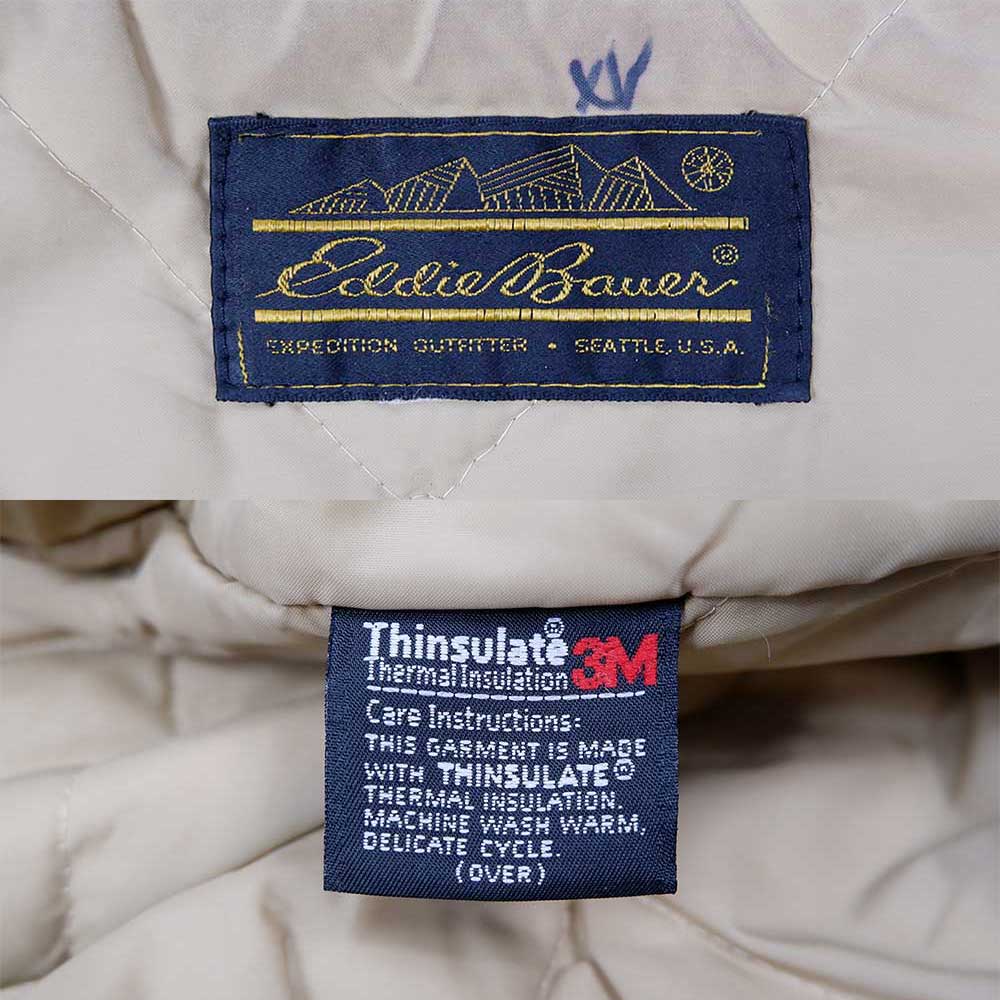 XV
Eddie Bauer®
EXPEDITION OUTFITTER • SEATTLE, U.S.A.
Thinsulate®
3M
Thermal Insulation
Care Instructions:
THIS GARMENT IS MADE
WITH THINSULATE®
THERMAL INSULATION.
MACHINE WASH WARM,
DELICATE CYCLE.
(OVER)